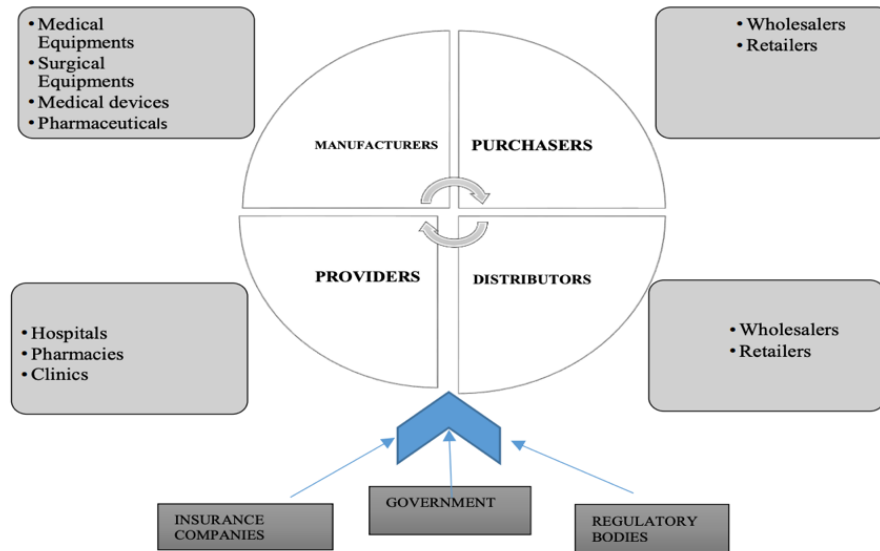 • Medical
Equipments
• Surgical
Equipments
• Medical devices
• Pharmaceuticals
• Wholesalers
• Retailers
MANUFACTURERS
PURCHASERS
PROVIDERS
DISTRIBUTORS
• Hospitals
• Pharmacies
• Clinics
• Wholesalers
• Retailers
INSURANCE
COMPANIES
GOVERNMENT
REGULATORY
BODIES